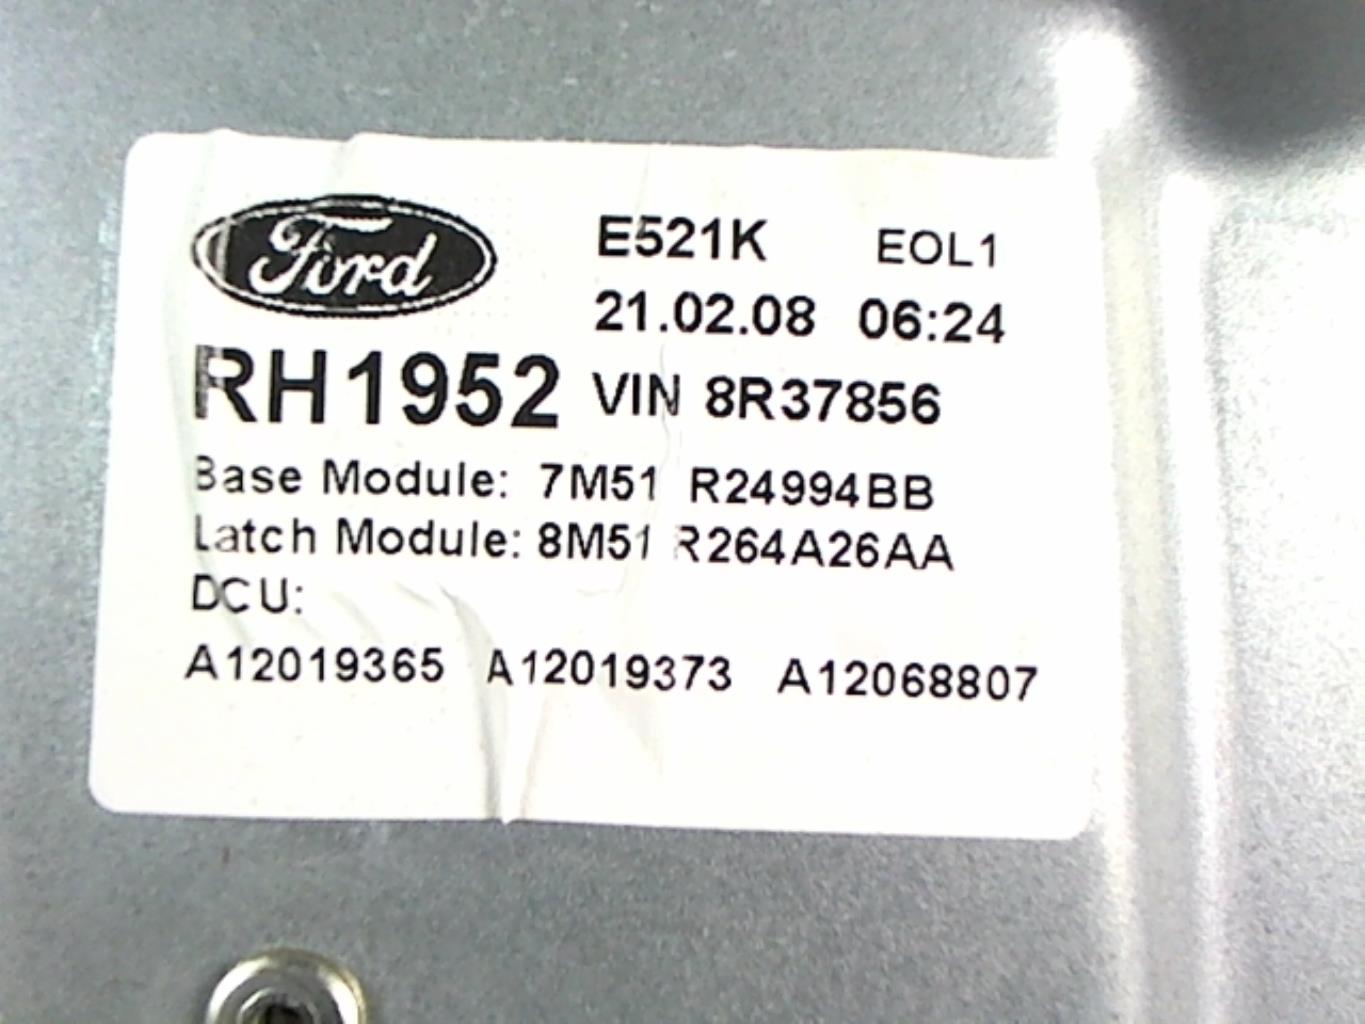 Ford
E521K EOL1
21.02.08 06:24
RH1952 VIN 8R37856
Base Module: 7M51 R24994BB
Latch Module: 8M51 R264A26AA
DCU:
A12019365 A12019373 A12068807